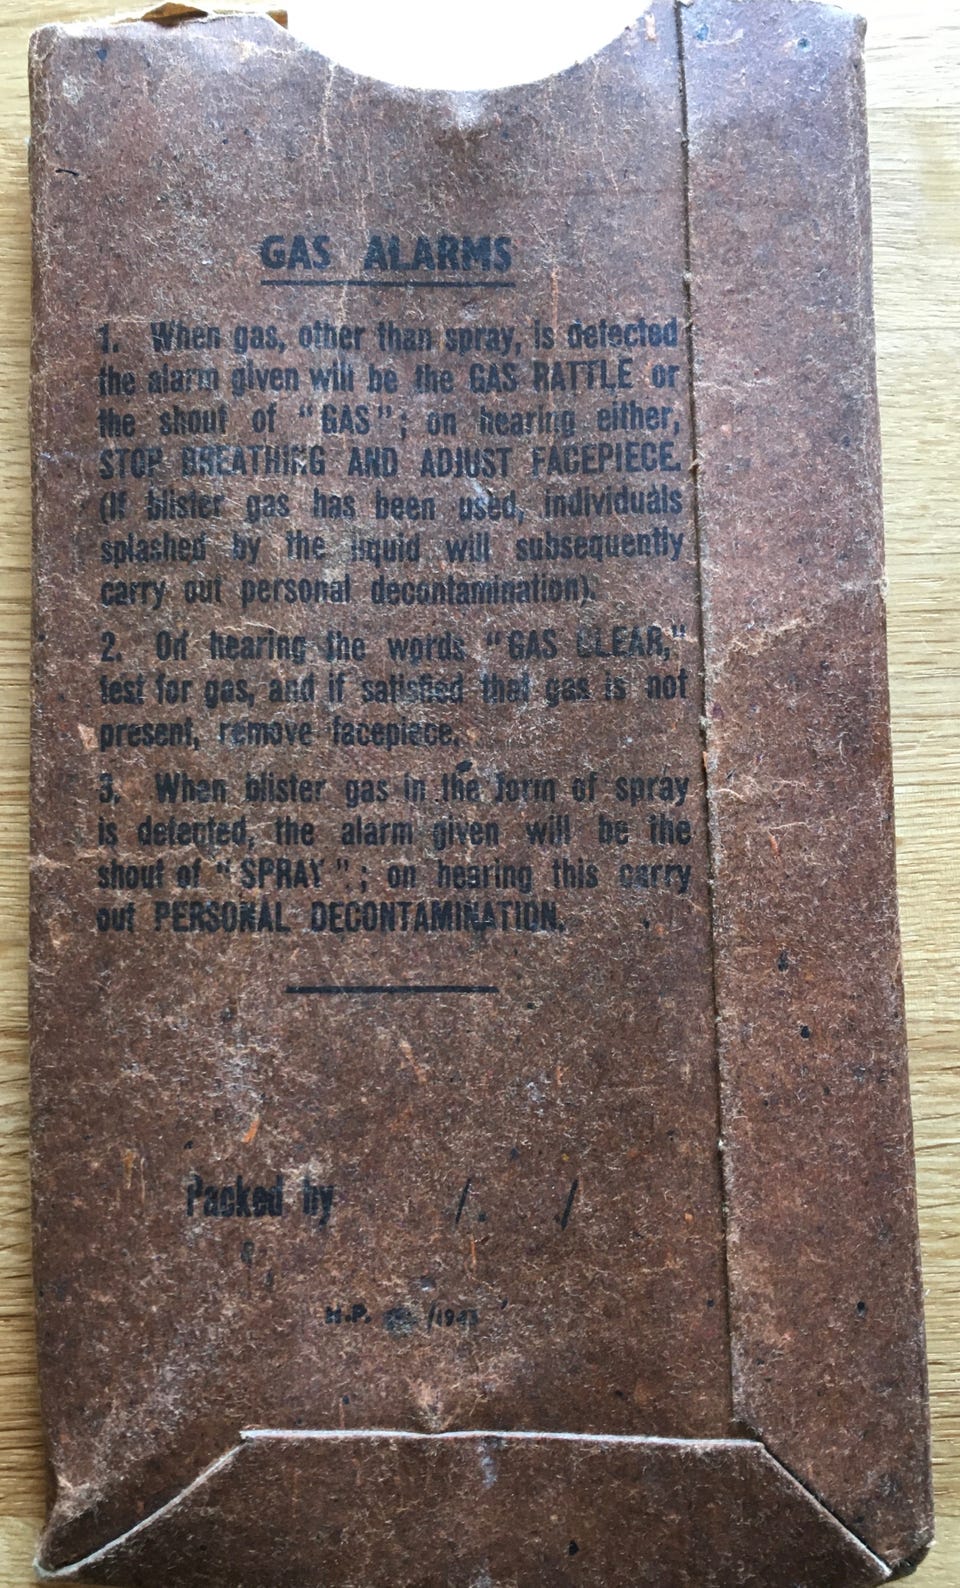 GAS ALARMS
1. When gas, other than spray, is detected
the alarm given will be the GAS RATTLE or
the shout of "GAS"; on hearing either,
STOP BREATHING AND ADJUST FACEPIECE.
(If blister gas has been used, individuals
splashed by the liquid will subsequently
carry out personal decontamination).
2. On hearing the words "GAS CLEAR,"
test for gas, and if satisfied that gas is not
present, remove facepiece.
3. When blister gas in the form of spray
is detected, the alarm given will be the
shout of "SPRAY"; on hearing this carry
out PERSONAL DECONTAMINATION.
Packed by / /
H.P.